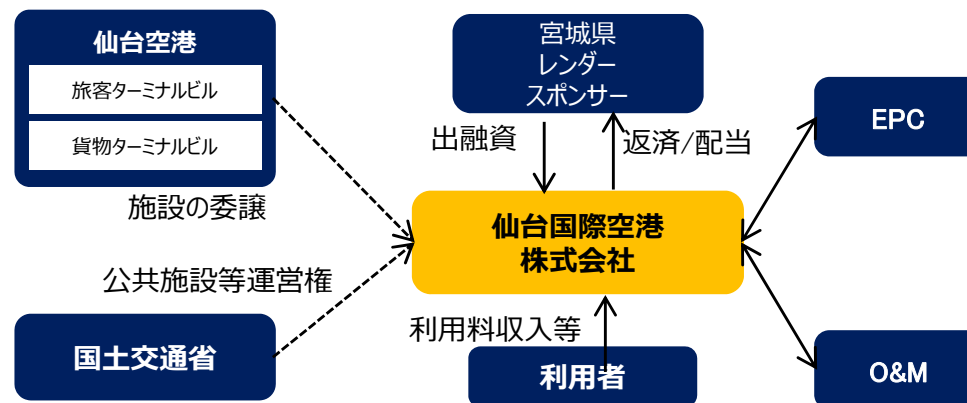 仙台空港
旅客ターミナルビル
貨物ターミナルビル
宮城県
レンダー
スポンサー
EPC
出融資
返済/配当
施設の委譲
仙台国際空港
株式会社
公共施設等運営権
国土交通省
利用料収入等
利用者
O&M